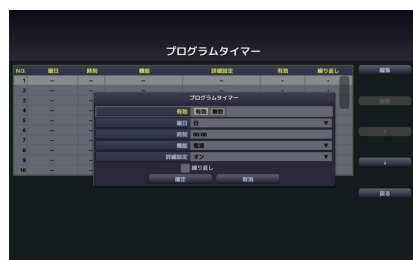 プログラムタイマー
NO. 曜日 時刻 機能 詳細設定 有効 繰り返し
編集
1 – – – – - -
2 – – – – - -
3
削除
4
プログラムタイマー
5
有効 有効 無効
6
曜日 日 ▼
↑
7
時刻 00:00
8
機能 電源 ▼
9
詳細設定 オン ▼
↓
10
繰り返し
確定 取消
戻る